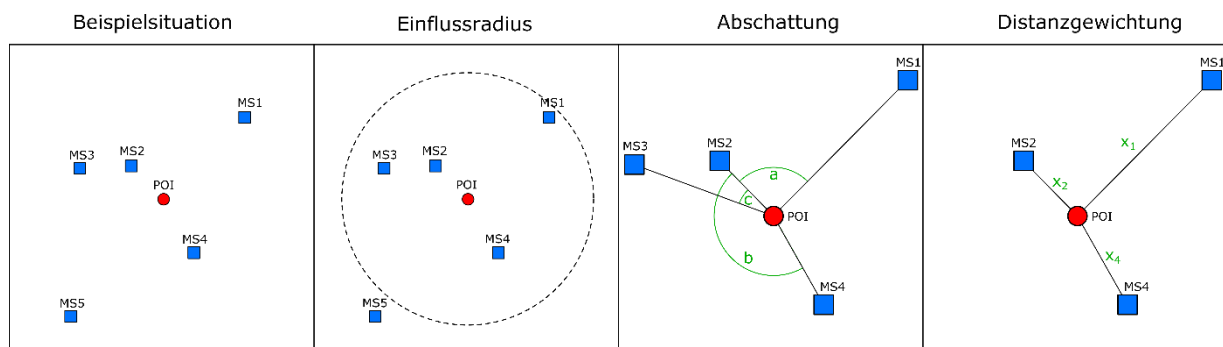 Beispielsituation
Einflussradius
Abschattung
Distanzgewichtung
MS1
MS3
MS2
POI
MS4
MS5
MS1
MS3
MS2
POI
MS4
MS5
MS1
MS3
MS2
a
c
POI
b
MS4
MS1
MS2
x1
x2
POI
x4
MS4